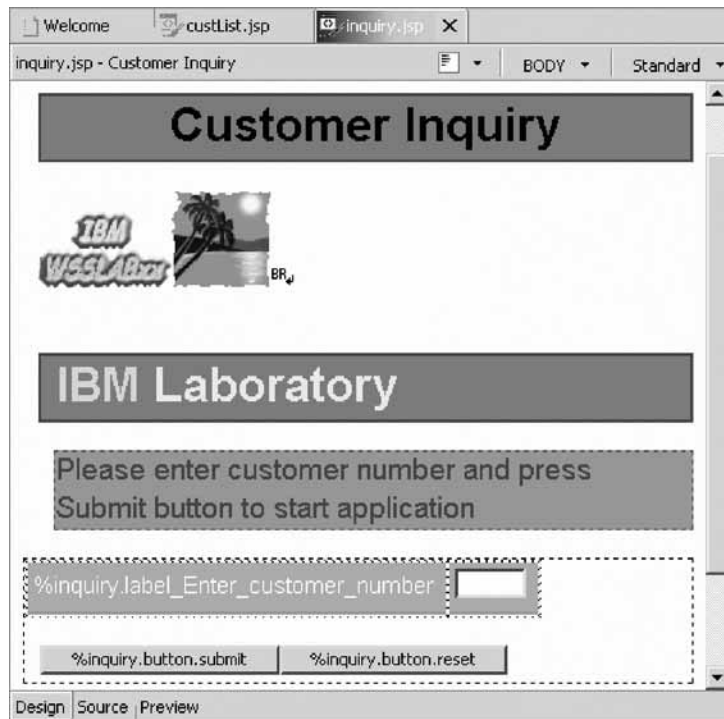 Welcome custList.jsp inquiry.jsp X
inquiry.jsp - Customer Inquiry BODY Standard
Customer Inquiry
IBM
WSSLABxx
BR
IBM Laboratory
Please enter customer number and press
Submit button to start application
%inquiry.label_Enter_customer_number
%inquiry.button.submit %inquiry.button.reset
Design Source Preview